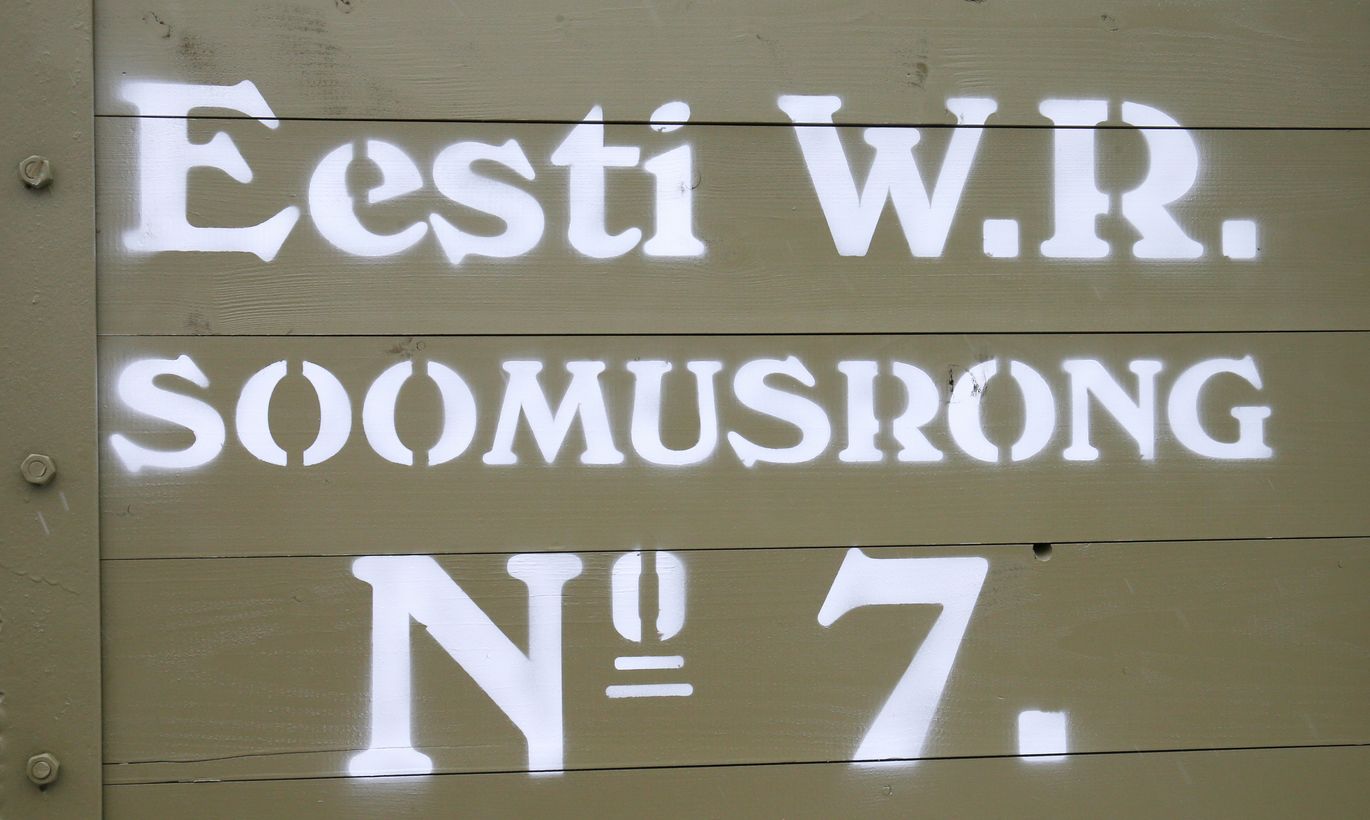 Eesti W.R.
SOOMUSRONG
Nº 7.